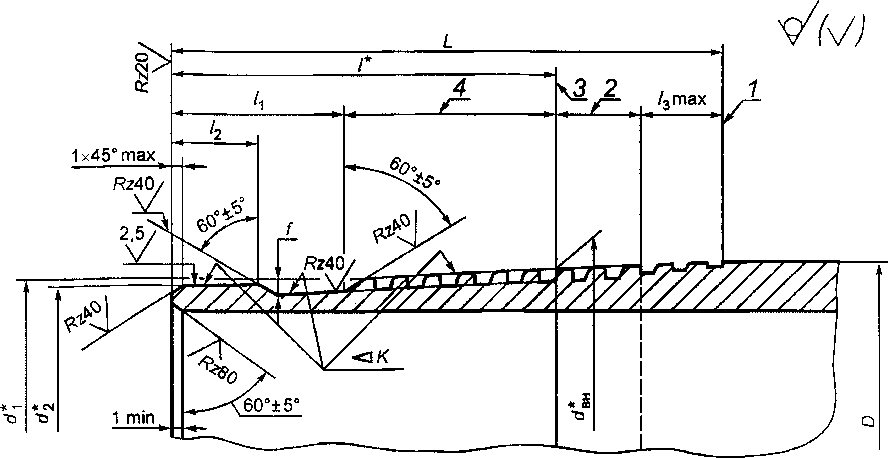 L
l*
Rz20
4
3
2
l₃ max
1
l₁
l₂
1×45° max
60°±5°
Rz40
60°±5°
f
Rz40
2,5
Rz40
Rz40
Rz80
K
d₁*
d₂*
1 min
60°±5°
d*вн
D